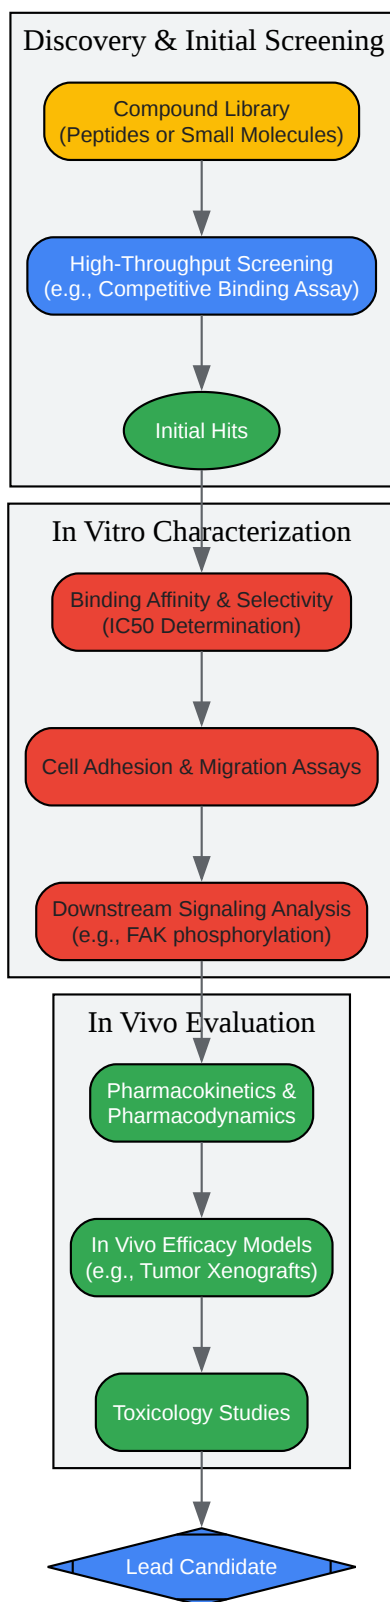 Discovery & Initial Screening
Compound Library
(Peptides or Small Molecules)
High-Throughput Screening
(e.g., Competitive Binding Assay)
Initial Hits
In Vitro Characterization
Binding Affinity & Selectivity
(IC50 Determination)
Cell Adhesion & Migration Assays
Downstream Signaling Analysis
(e.g., FAK phosphorylation)
In Vivo Evaluation
Pharmacokinetics &
Pharmacodynamics
In Vivo Efficacy Models
(e.g., Tumor Xenografts)
Toxicology Studies
Lead Candidate